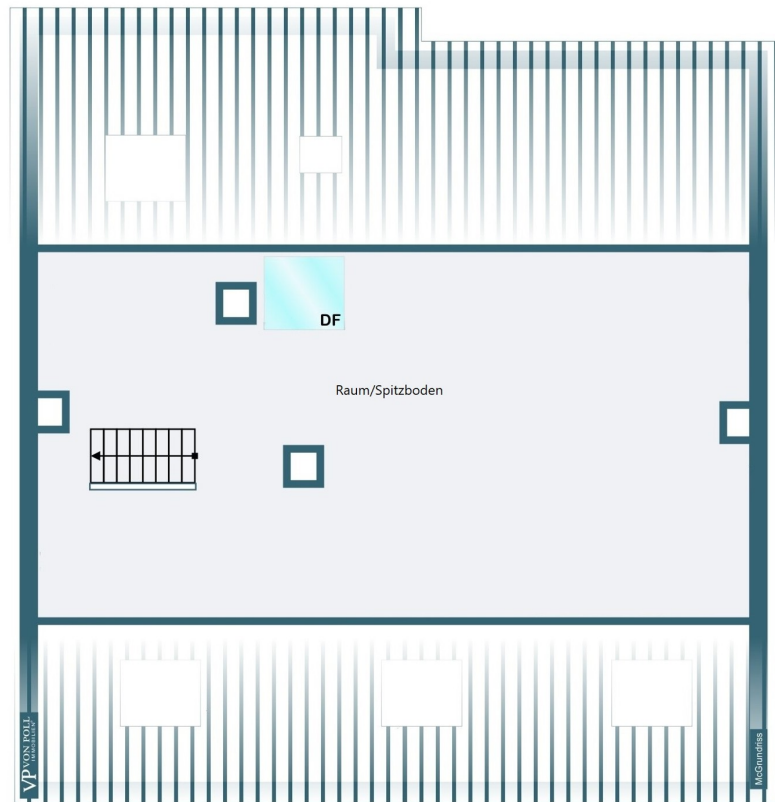 DF
Raum/Spitzboden
VP VON POLL
IMMOBILIEN
McGrundriss